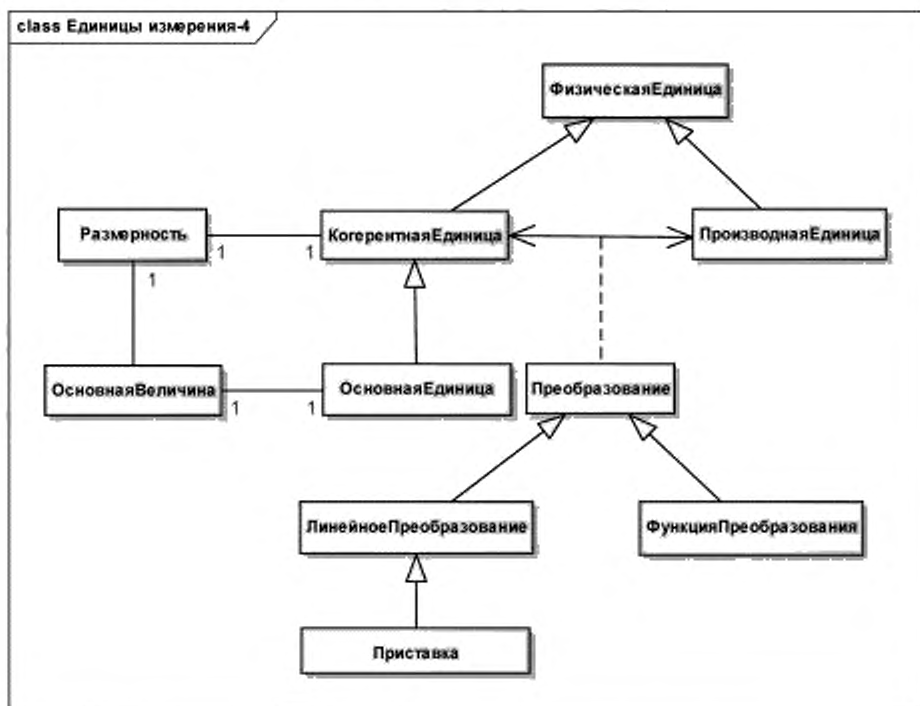 class Единицы измерения-4
ФизическаяЕдиница
Размерность
1
1
КогерентнаяЕдиница
ПроизводнаяЕдиница
1
ОсновнаяВеличина
1
1
ОсновнаяЕдиница
Преобразование
ЛинейноеПреобразование
ФункцияПреобразования
Приставка